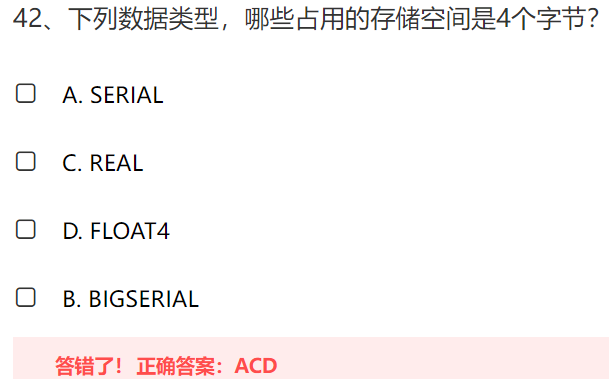 42、下列数据类型，哪些占用的存储空间是4个字节？
A. SERIAL
C. REAL
D. FLOAT4
B. BIGSERIAL
答错了！正确答案：ACD